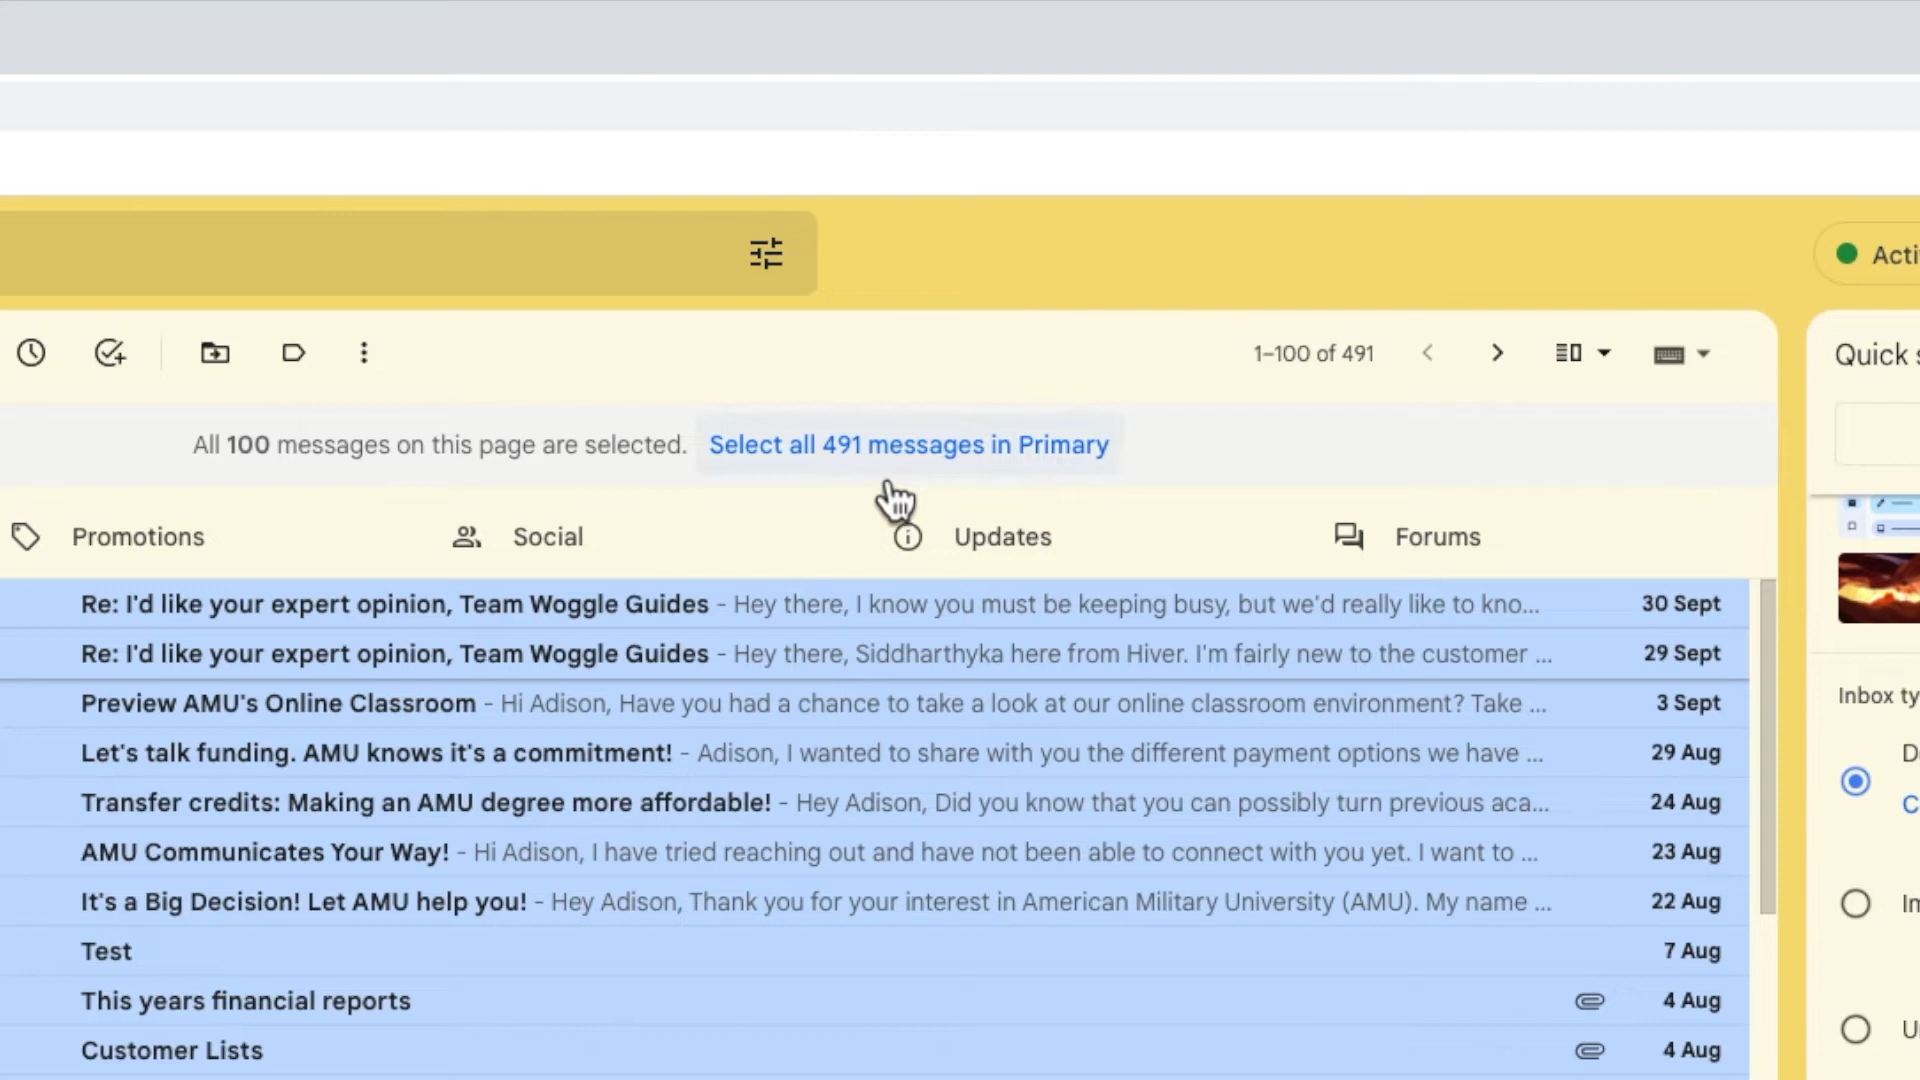 Acti
1–100 of 491
Quick s
All 100 messages on this page are selected. Select all 491 messages in Primary
Promotions Social Updates Forums
Re: I'd like your expert opinion, Team Woggle Guides - Hey there, I know you must be keeping busy, but we'd really like to kno... 30 Sept
Re: I'd like your expert opinion, Team Woggle Guides - Hey there, Siddharthyka here from Hiver. I'm fairly new to the customer ... 29 Sept
Preview AMU's Online Classroom - Hi Adison, Have you had a chance to take a look at our online classroom environment? Take ... 3 Sept
Inbox ty
Let's talk funding. AMU knows it's a commitment! - Adison, I wanted to share with you the different payment options we have ... 29 Aug
D
Transfer credits: Making an AMU degree more affordable! - Hey Adison, Did you know that you can possibly turn previous aca... 24 Aug
C
AMU Communicates Your Way! - Hi Adison, I have tried reaching out and have not been able to connect with you yet. I want to ... 23 Aug
It's a Big Decision! Let AMU help you! - Hey Adison, Thank you for your interest in American Military University (AMU). My name ... 22 Aug
Test 7 Aug
This years financial reports 4 Aug
Customer Lists 4 Aug